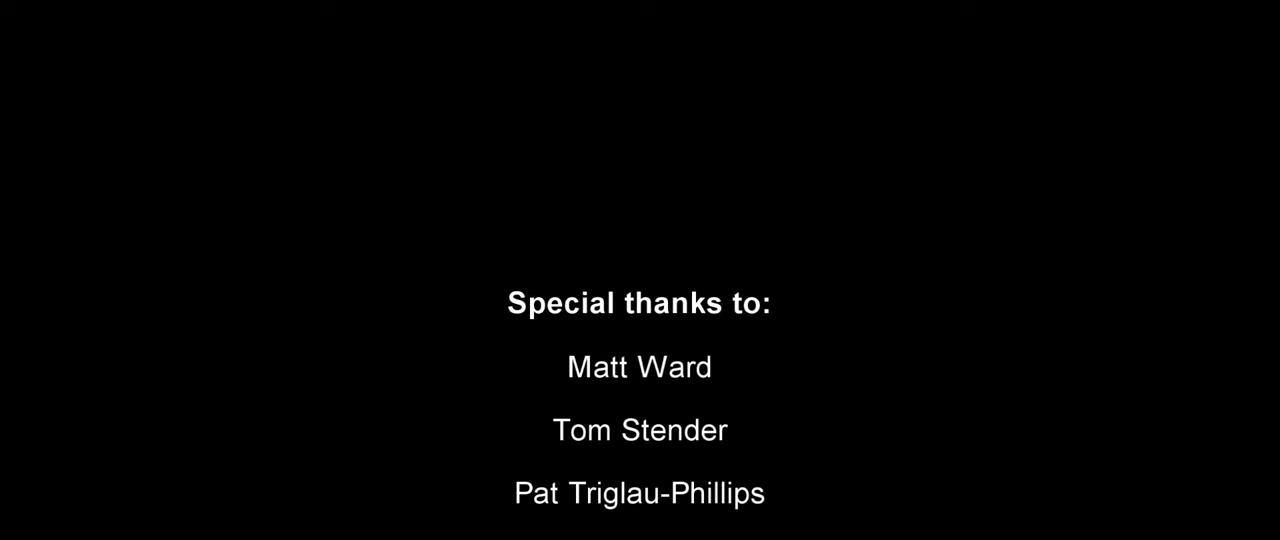 Special thanks to:
Matt Ward
Tom Stender
Pat Triglau-Phillips